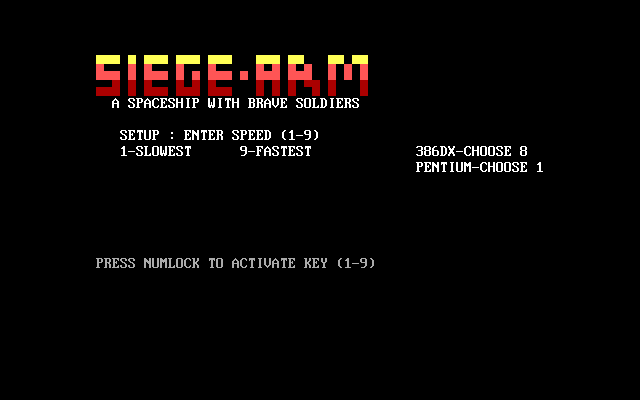 SIEGE-ARM
A SPACESHIP WITH BRAVE SOLDIERS
SETUP : ENTER SPEED (1-9)
1-SLOWEST 9-FASTEST 386DX-CHOOSE 8
PENTIUM-CHOOSE 1
PRESS NUMLOCK TO ACTIVATE KEY (1-9)